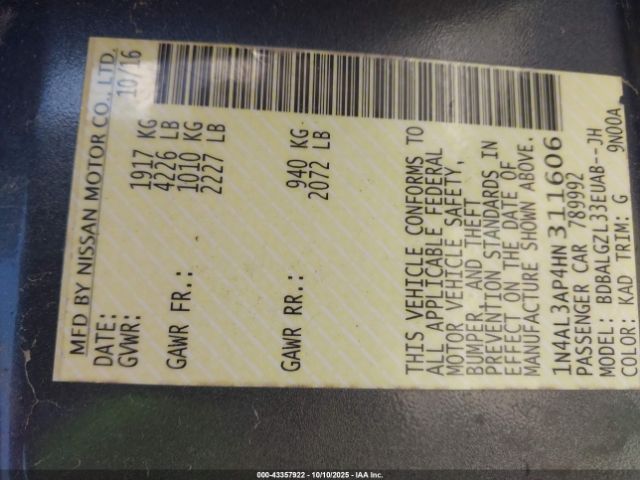 MFD BY NISSAN MOTOR CO., LTD.
DATE: 10/16
GVWR: 1917 KG
4226 LB
GAWR FR.: 1010 KG
2227 LB
GAWR RR.: 940 KG
2072 LB
THIS VEHICLE CONFORMS TO
ALL APPLICABLE FEDERAL
MOTOR VEHICLE SAFETY,
BUMPER AND THEFT
PREVENTION STANDARDS IN
EFFECT ON THE DATE OF
MANUFACTURE SHOWN ABOVE.
1N4AL3AP4HN311606
PASSENGER CAR 789992
MODEL: BDBALGZL33EUAB--JH
COLOR: KAD TRIM: G 9N00A
000-43357922 | 10/10/2025 - IAA Inc.